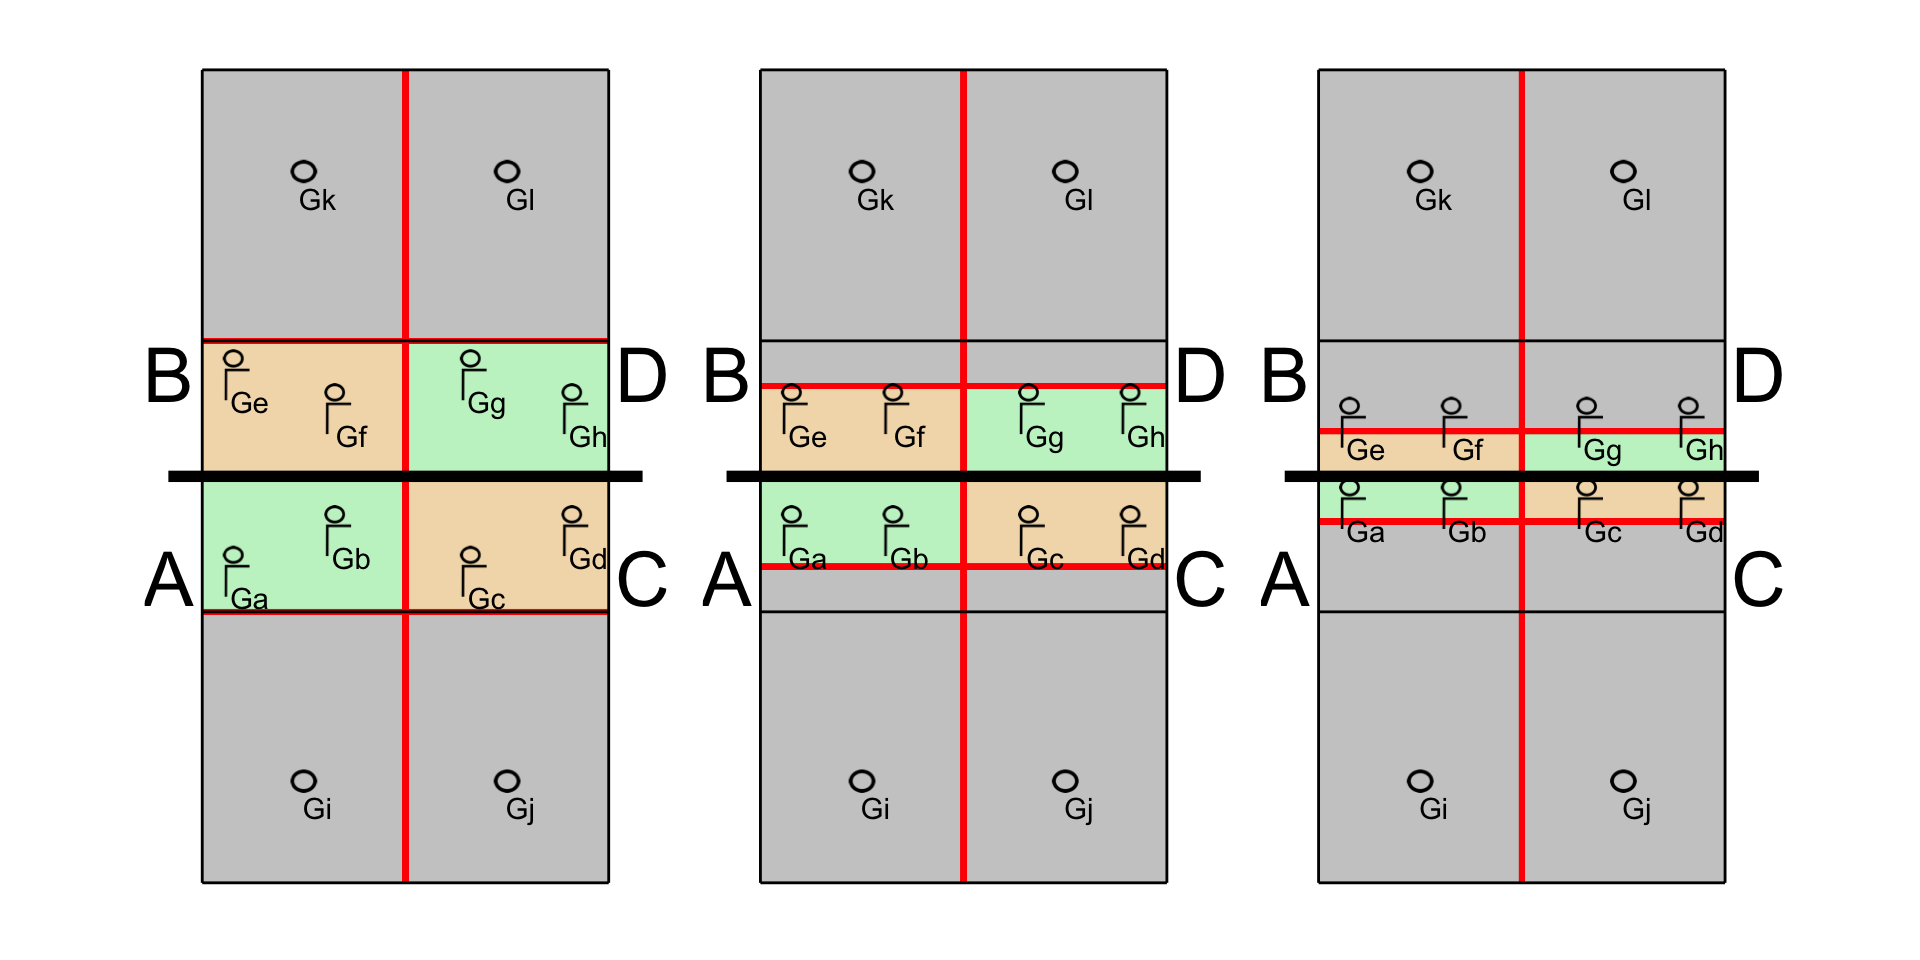 Gk Gl Gk Gl Gk Gl
B D B D B D
Ge Gg
Gf Gh
Ge Gf Gg Gh
Ge Gf Gg Gh
Gb Gd
Ga Gc
Ga Gb Gc Gd
Ga Gb Gc Gd
A C A C A C
Gi Gj Gi Gj Gi Gj